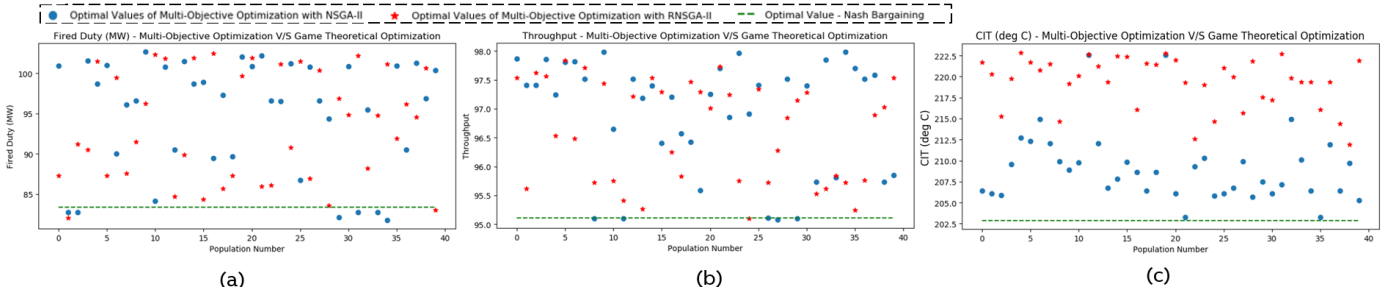 Optimal Values of Multi-Objective Optimization with NSGA-II Optimal Values of Multi-Objective Optimization with RNSGA-II Optimal Value - Nash Bargaining
Fired Duty (MW) - Multi-Objective Optimization V/S Game Theoretical Optimization
Fired Duty (MW)
100
95
90
85
0 5 10 15 20 25 30 35 40
Population Number
(a)
Throughput - Multi-Objective Optimization V/S Game Theoretical Optimization
Throughput
98.0
97.5
97.0
96.5
96.0
95.5
95.0
0 5 10 15 20 25 30 35 40
Population Number
(b)
CIT (deg C) - Multi-Objective Optimization V/S Game Theoretical Optimization
CIT (deg C)
222.5
220.0
217.5
215.0
212.5
210.0
207.5
205.0
202.5
0 5 10 15 20 25 30 35 40
Population Number
(c)